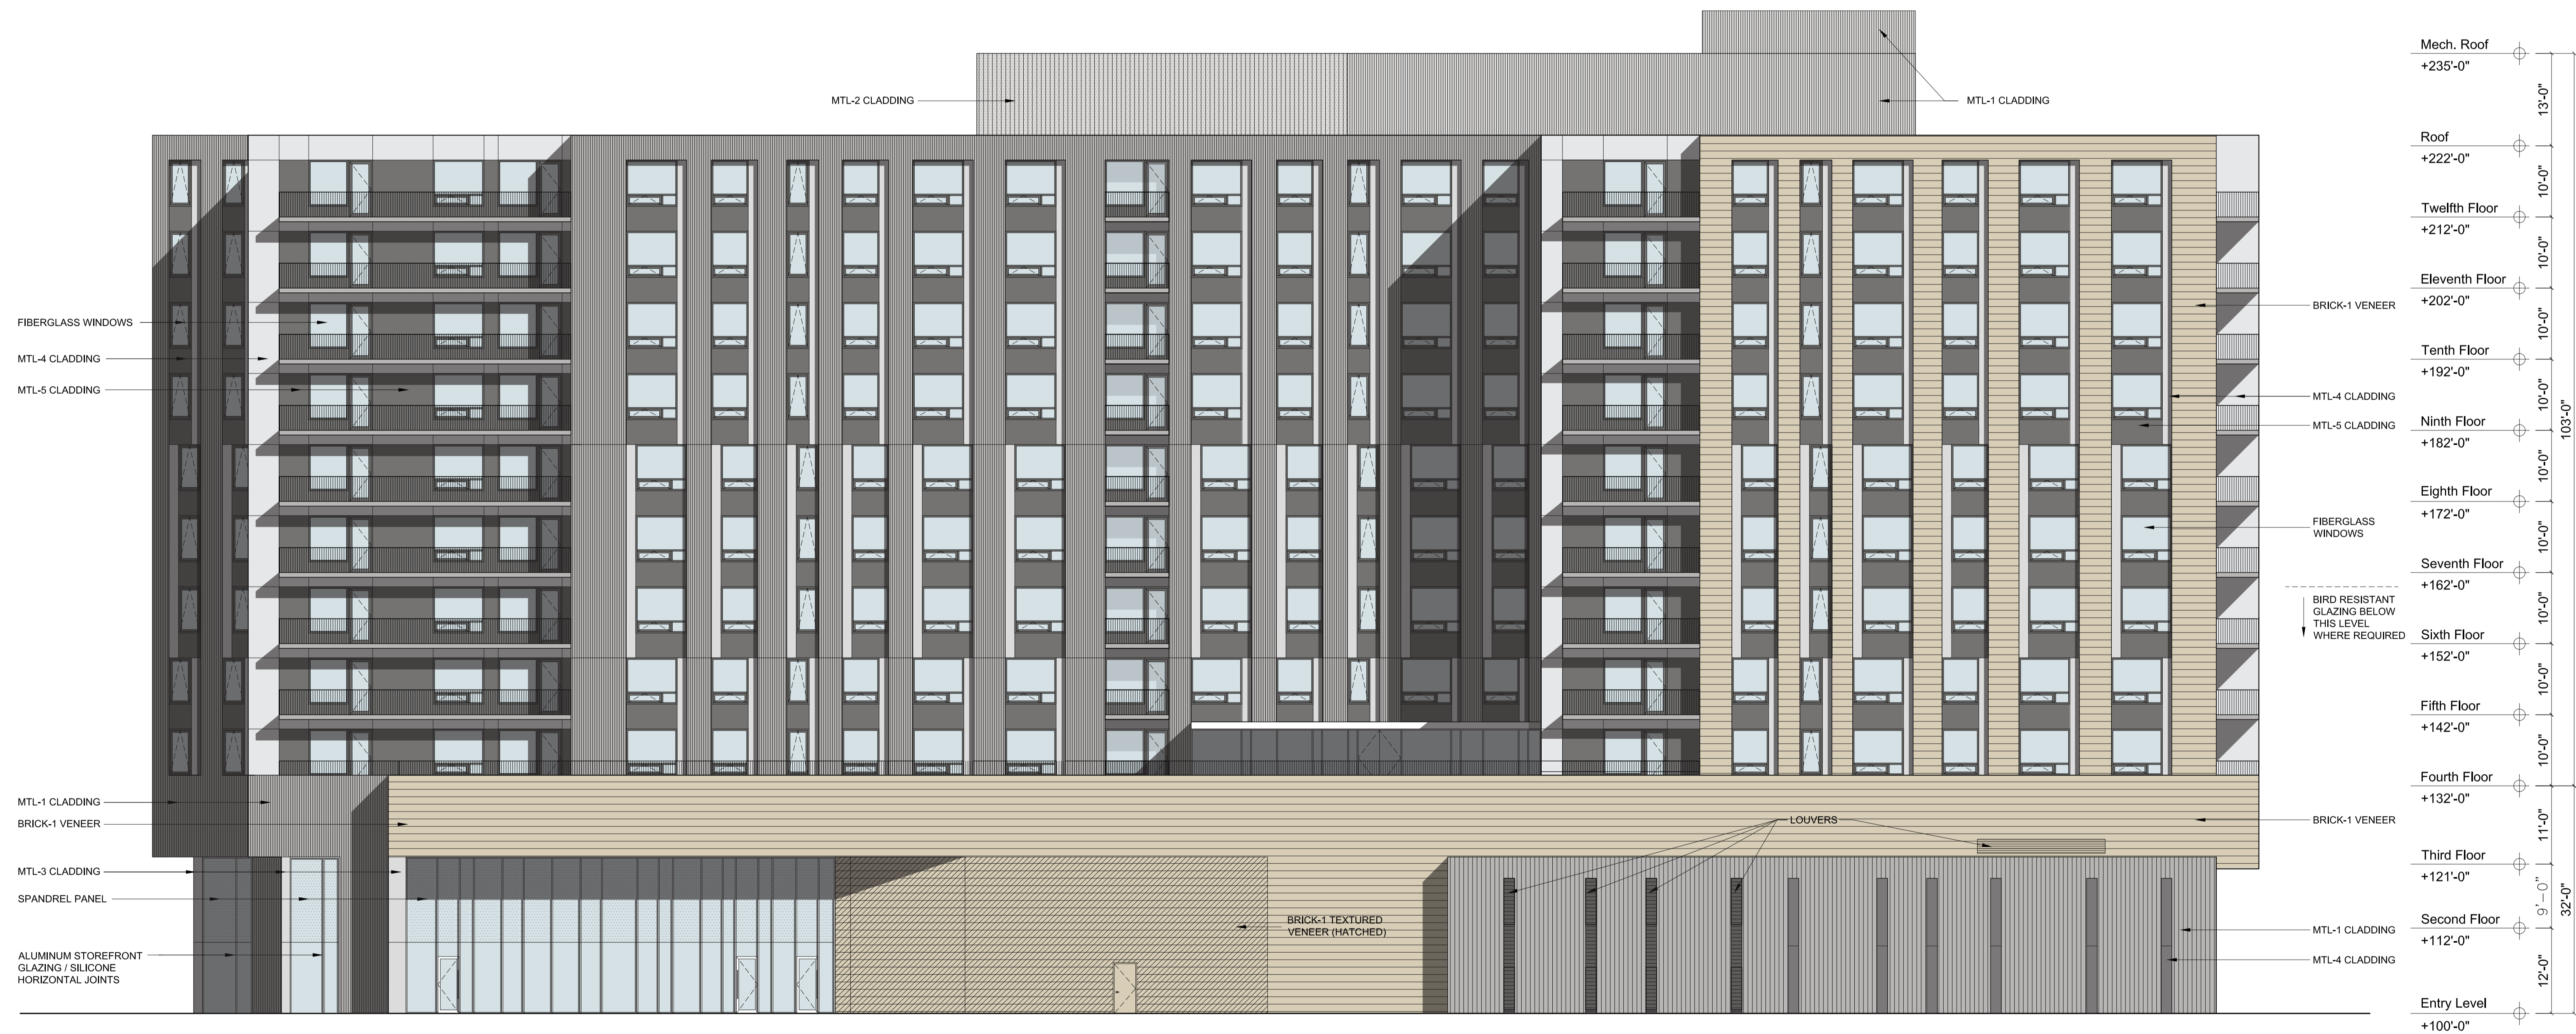 MTL-2 CLADDING
MTL-1 CLADDING
FIBERGLASS WINDOWS
MTL-4 CLADDING
MTL-5 CLADDING
MTL-1 CLADDING
BRICK-1 VENEER
MTL-3 CLADDING
SPANDREL PANEL
ALUMINUM STOREFRONT
GLAZING / SILICONE
HORIZONTAL JOINTS
LOUVERS
BRICK-1 TEXTURED
VENEER (HATCHED)
BRICK-1 VENEER
MTL-4 CLADDING
MTL-5 CLADDING
FIBERGLASS
WINDOWS
BIRD RESISTANT
GLAZING BELOW
THIS LEVEL
WHERE REQUIRED
BRICK-1 VENEER
MTL-1 CLADDING
MTL-4 CLADDING
Mech. Roof
+235'-0"
Roof
+222'-0"
Twelfth Floor
+212'-0"
Eleventh Floor
+202'-0"
Tenth Floor
+192'-0"
Ninth Floor
+182'-0"
Eighth Floor
+172'-0"
Seventh Floor
+162'-0"
Sixth Floor
+152'-0"
Fifth Floor
+142'-0"
Fourth Floor
+132'-0"
Third Floor
+121'-0"
Second Floor
+112'-0"
Entry Level
+100'-0"
13'-0"
10'-0"
10'-0"
10'-0"
10'-0"
10'-0"
10'-0"
10'-0"
10'-0"
10'-0"
11'-0"
9'-0"
12'-0"
103'-0"
32'-0"